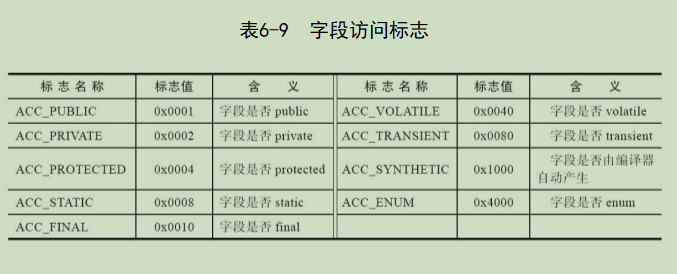 表6-9 字段访问标志
标志名称 标志值 含 义 标志名称 标志值 含 义
ACC_PUBLIC 0x0001 字段是否 public ACC_VOLATILE 0x0040 字段是否 volatile
ACC_PRIVATE 0x0002 字段是否 private ACC_TRANSIENT 0x0080 字段是否 transient
ACC_PROTECTED 0x0004 字段是否 protected ACC_SYNTHETIC 0x1000 字段是否由编译器
自动产生
ACC_STATIC 0x0008 字段是否 static ACC_ENUM 0x4000 字段是否 enum
ACC_FINAL 0x0010 字段是否 final